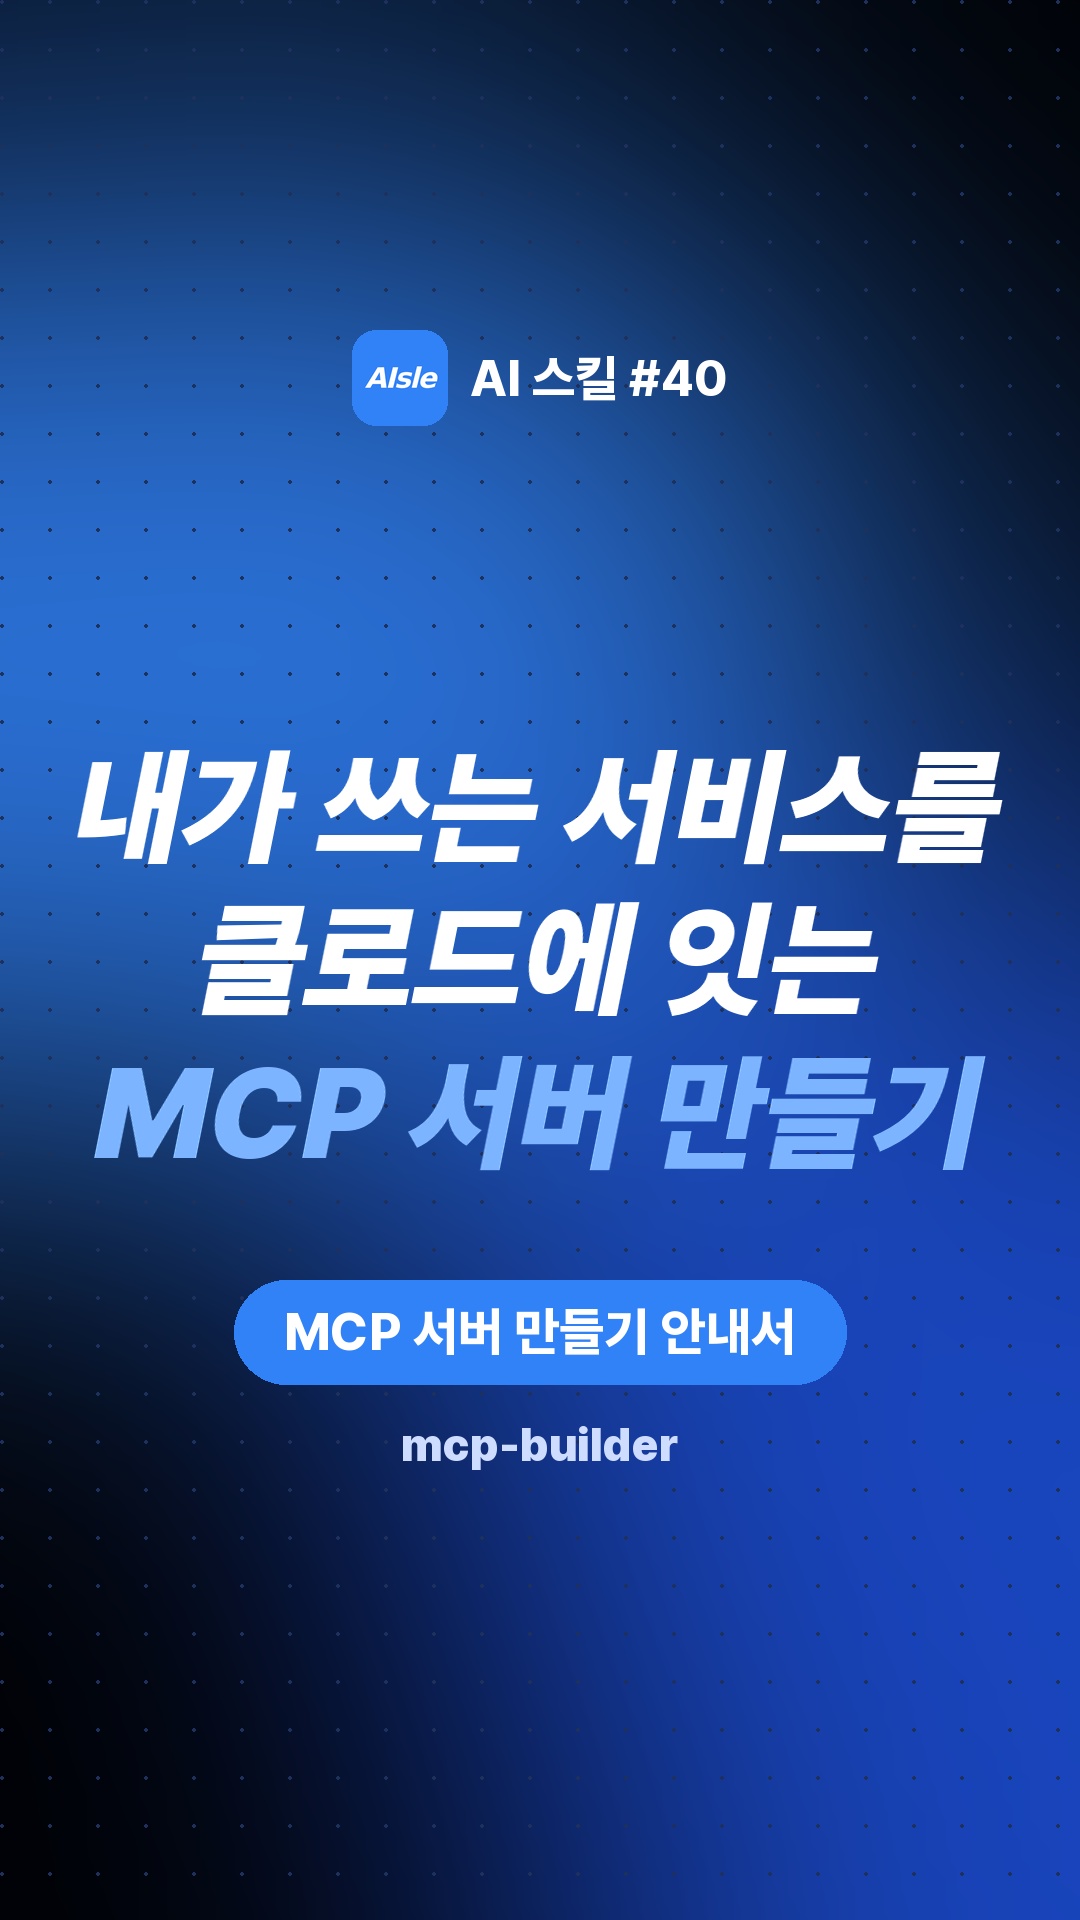 AIsle
AI 스킬 #40
내가 쓰는 서비스를
클로드에 잇는
MCP 서버 만들기
MCP 서버 만들기 안내서
mcp-builder